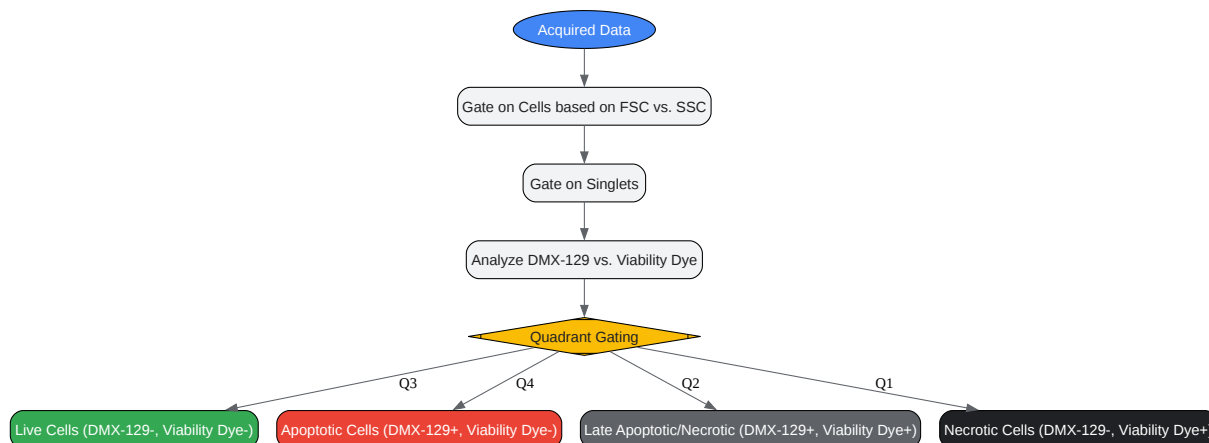 Acquired Data
Gate on Cells based on FSC vs. SSC
Gate on Singlets
Analyze DMX-129 vs. Viability Dye
Quadrant Gating
Q3
Q4
Q2
Q1
Live Cells (DMX-129-, Viability Dye-)
Apoptotic Cells (DMX-129+, Viability Dye-)
Late Apoptotic/Necrotic (DMX-129+, Viability Dye+)
Necrotic Cells (DMX-129-, Viability Dye+)